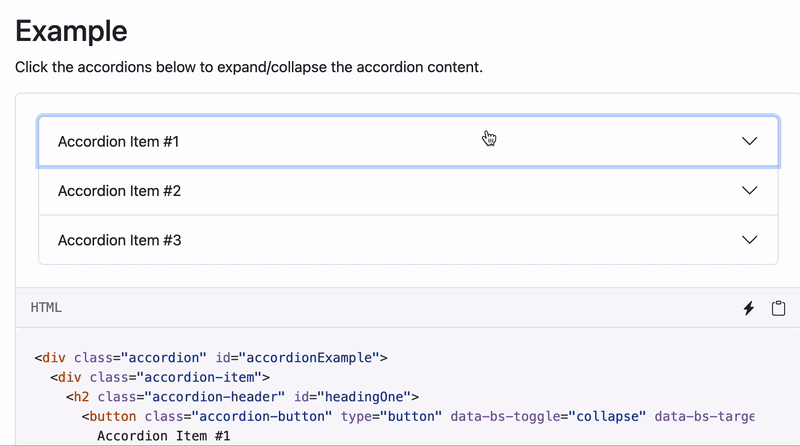 Example
Click the accordions below to expand/collapse the accordion content.
Accordion Item #1
Accordion Item #2
Accordion Item #3
HTML
<div class="accordion" id="accordionExample">
<div class="accordion-item">
<h2 class="accordion-header" id="headingOne">
<button class="accordion-button" type="button" data-bs-toggle="collapse" data-bs-targe
Accordion Item #1